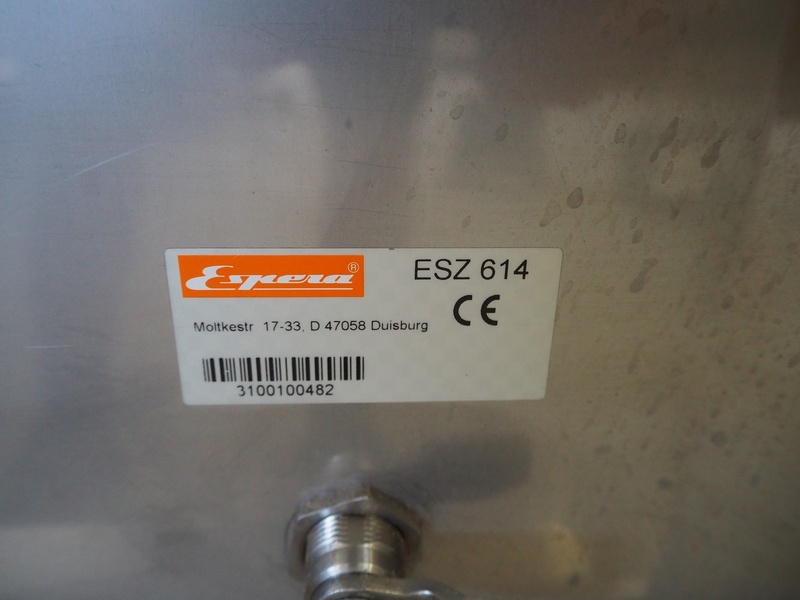 Espera®
ESZ 614
CE
Moltkestr 17-33, D 47058 Duisburg
3100100482